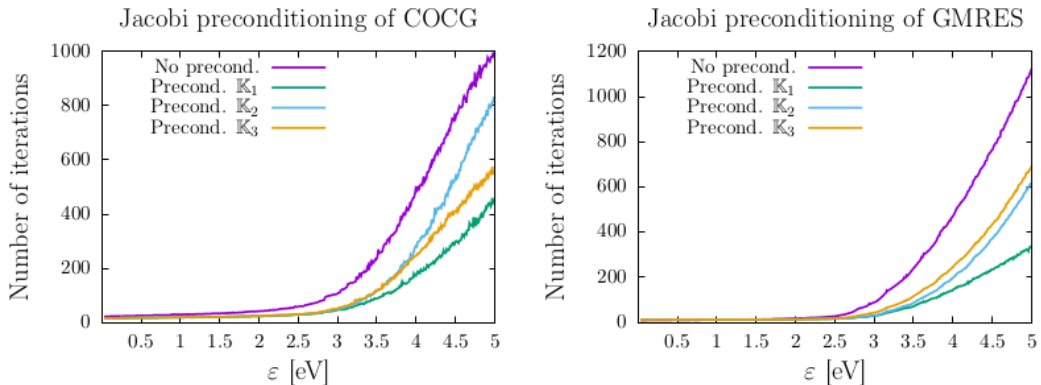 Jacobi preconditioning of COCG
Number of iterations
1000
800
600
400
200
0
No precond.
Precond. 𝕂₁
Precond. 𝕂₂
Precond. 𝕂₃
0.5 1 1.5 2 2.5 3 3.5 4 4.5 5
ε [eV]
Jacobi preconditioning of GMRES
Number of iterations
1200
1000
800
600
400
200
0
No precond.
Precond. 𝕂₁
Precond. 𝕂₂
Precond. 𝕂₃
0.5 1 1.5 2 2.5 3 3.5 4 4.5 5
ε [eV]